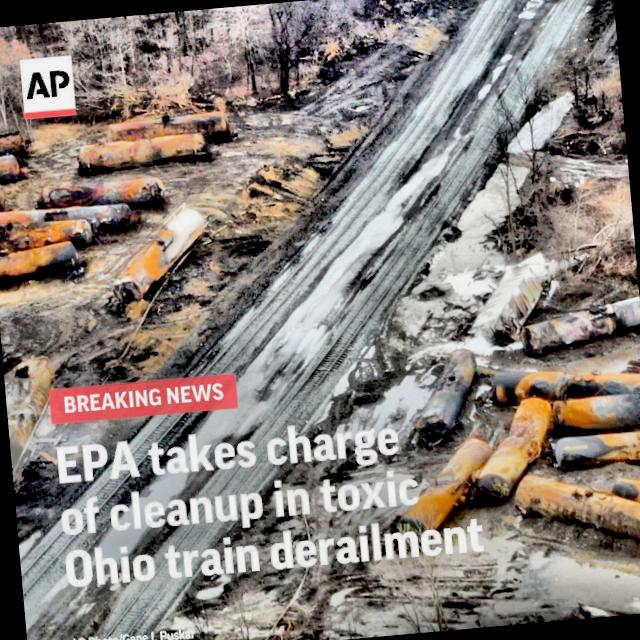 AP
BREAKING NEWS
EPA takes charge
of cleanup in toxic
Ohio train derailment